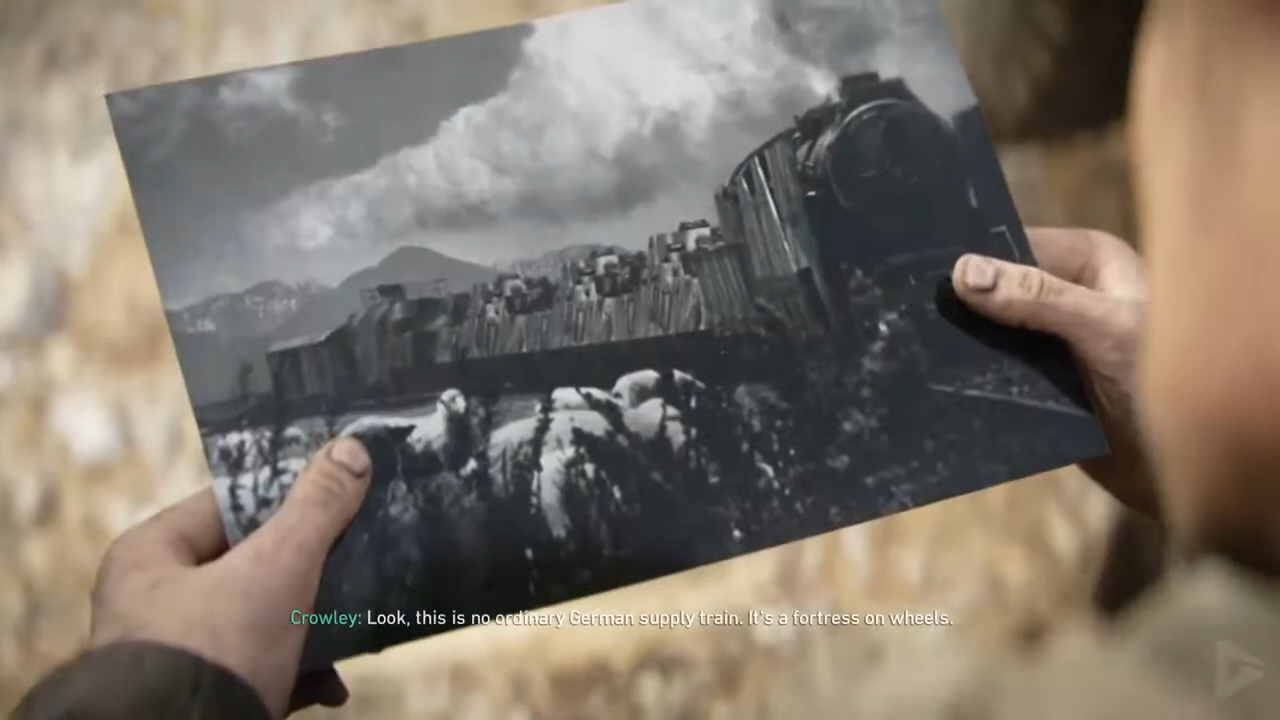 Crowley: Look, this is no ordinary German supply train. It's a fortress on wheels.